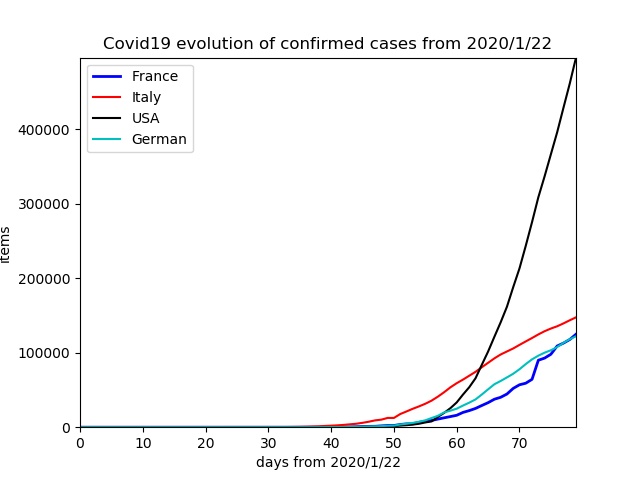 Covid19 evolution of confirmed cases from 2020/1/22
France
Italy
USA
German
400000
300000
200000
100000
0
items
0 10 20 30 40 50 60 70
days from 2020/1/22